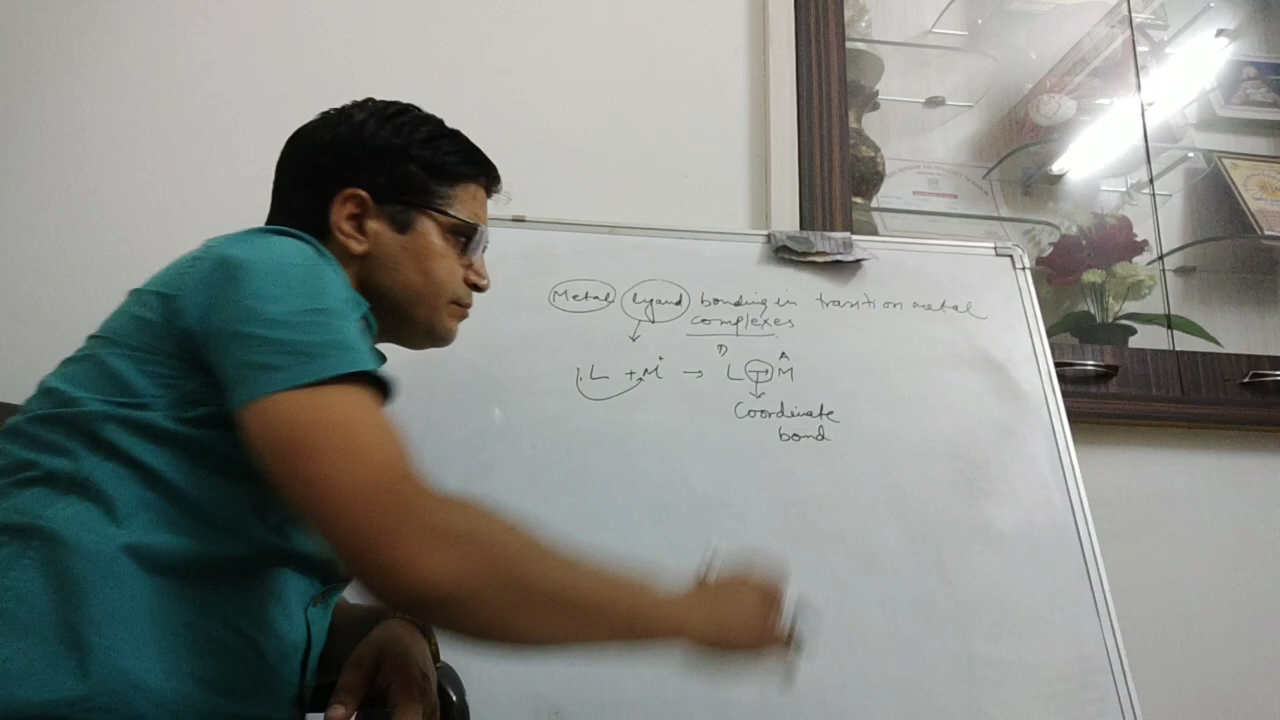 Metal ligand bonding in transition metal
complexes
D A
:L + M⁺ → L → M
Coordinate
bond